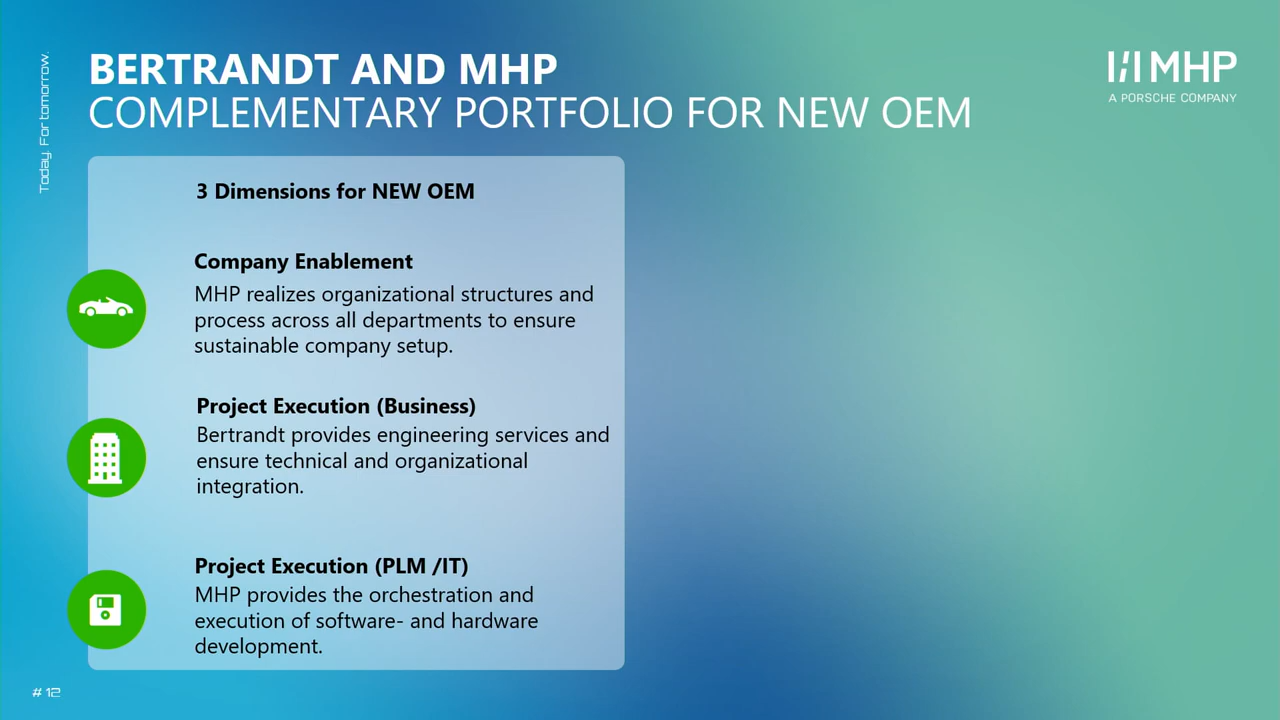 Today. For tomorrow.
BERTRANDT AND MHP
COMPLEMENTARY PORTFOLIO FOR NEW OEM
MHP
A PORSCHE COMPANY
3 Dimensions for NEW OEM
Company Enablement
MHP realizes organizational structures and
process across all departments to ensure
sustainable company setup.
Project Execution (Business)
Bertrandt provides engineering services and
ensure technical and organizational
integration.
Project Execution (PLM /IT)
MHP provides the orchestration and
execution of software- and hardware
development.
# 12